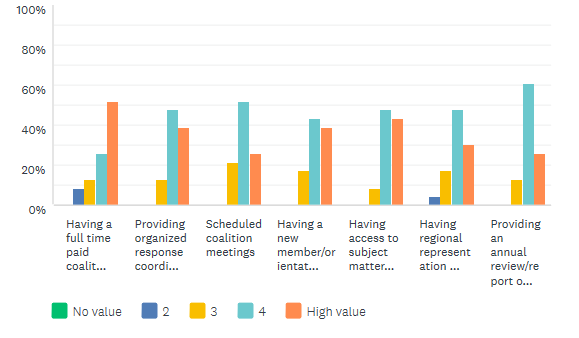 100%
80%
60%
40%
20%
0%
Having a
full time
paid
coalit...
Providing
organized
response
coordi...
Scheduled
coalition
meetings
Having a
new
member/or
ientat...
Having
access to
subject
matter...
Having
regional
represent
ation ...
Providing
an
annual
review/re
port o...
No value
2
3
4
High value